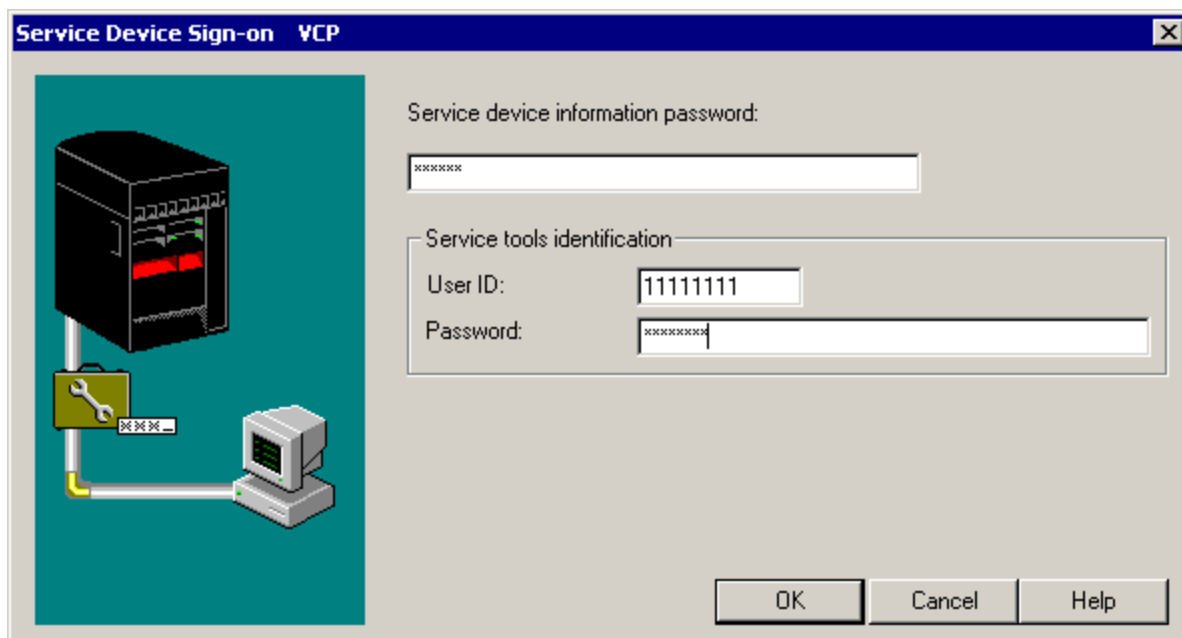 Service Device Sign-on VCP
Service device information password:
******
Service tools identification
User ID: 11111111
Password: ********
×××_
OK Cancel Help